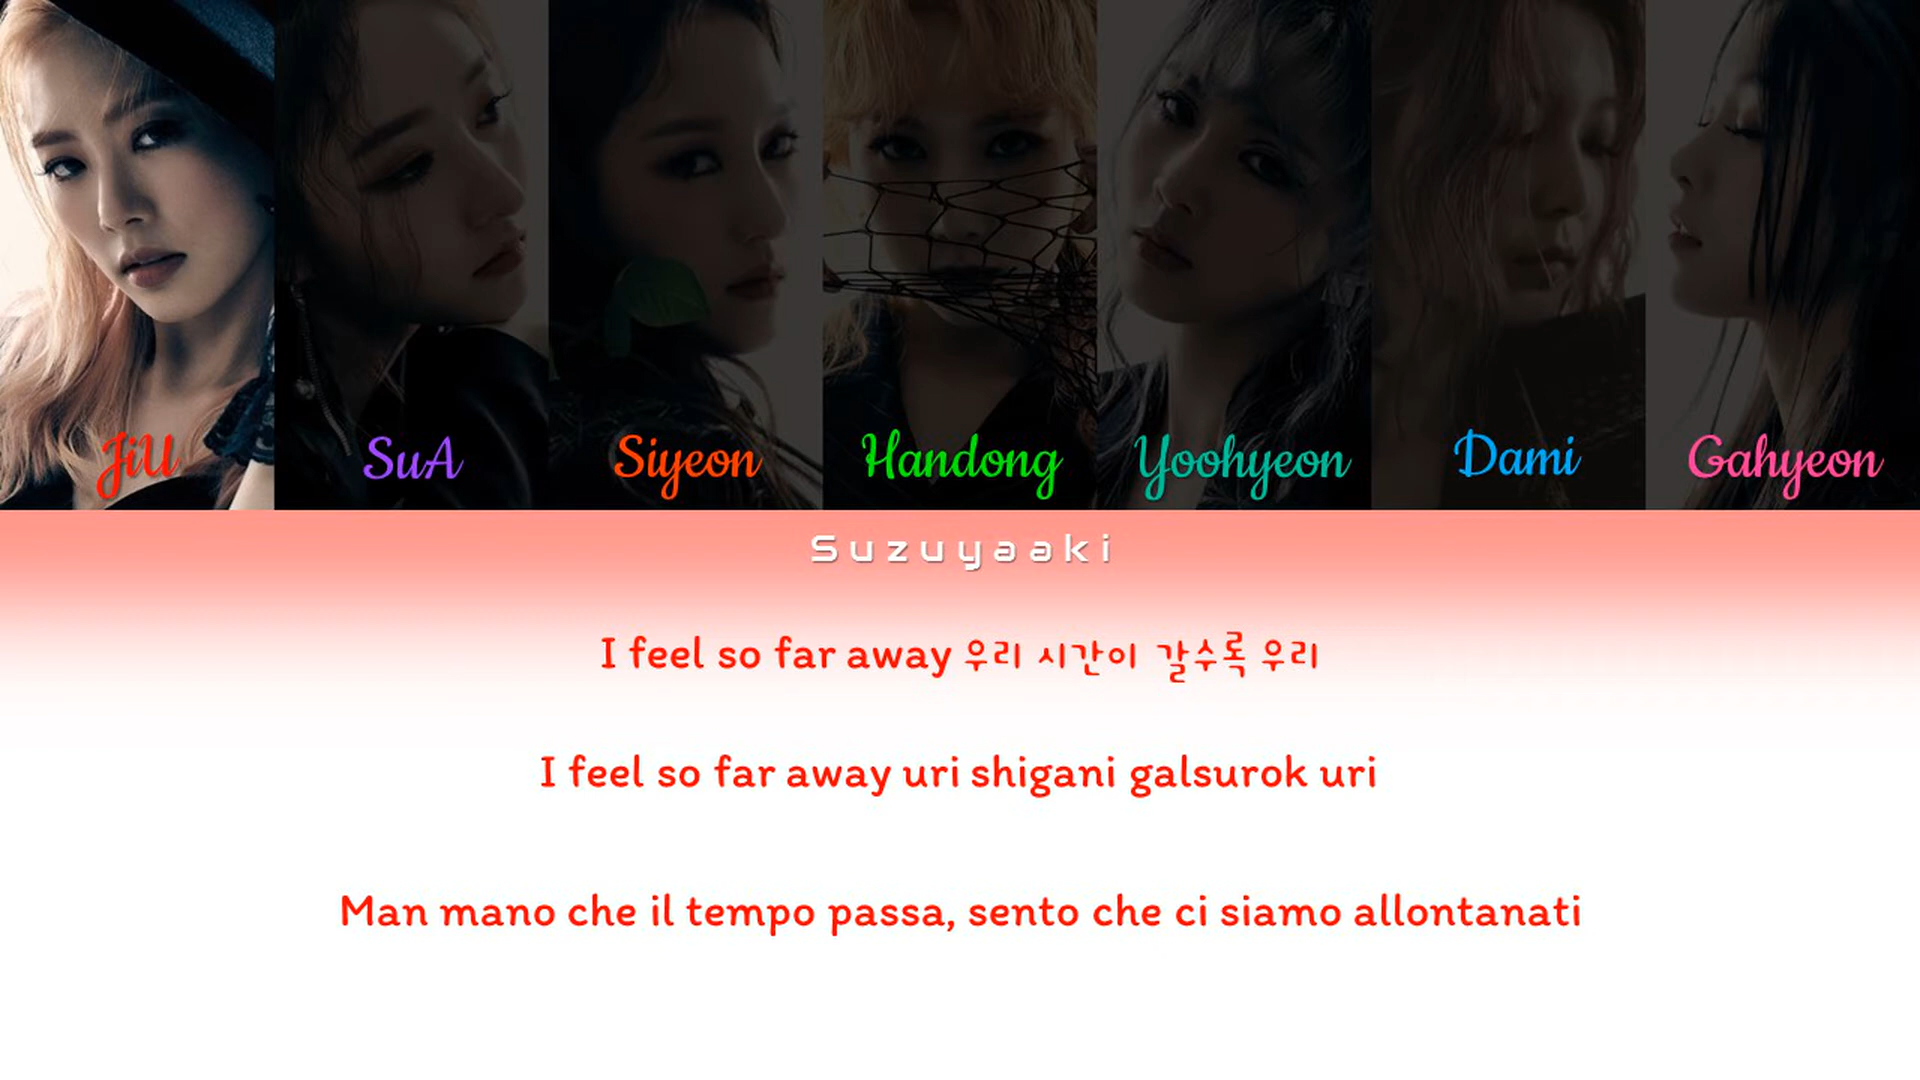 JiU SuA Siyeon Handong Yoohyeon Dami Gahyeon
Suzuyaaki
I feel so far away 우리 시간이 갈수록 우리
I feel so far away uri shigani galsurok uri
Man mano che il tempo passa, sento che ci siamo allontanati